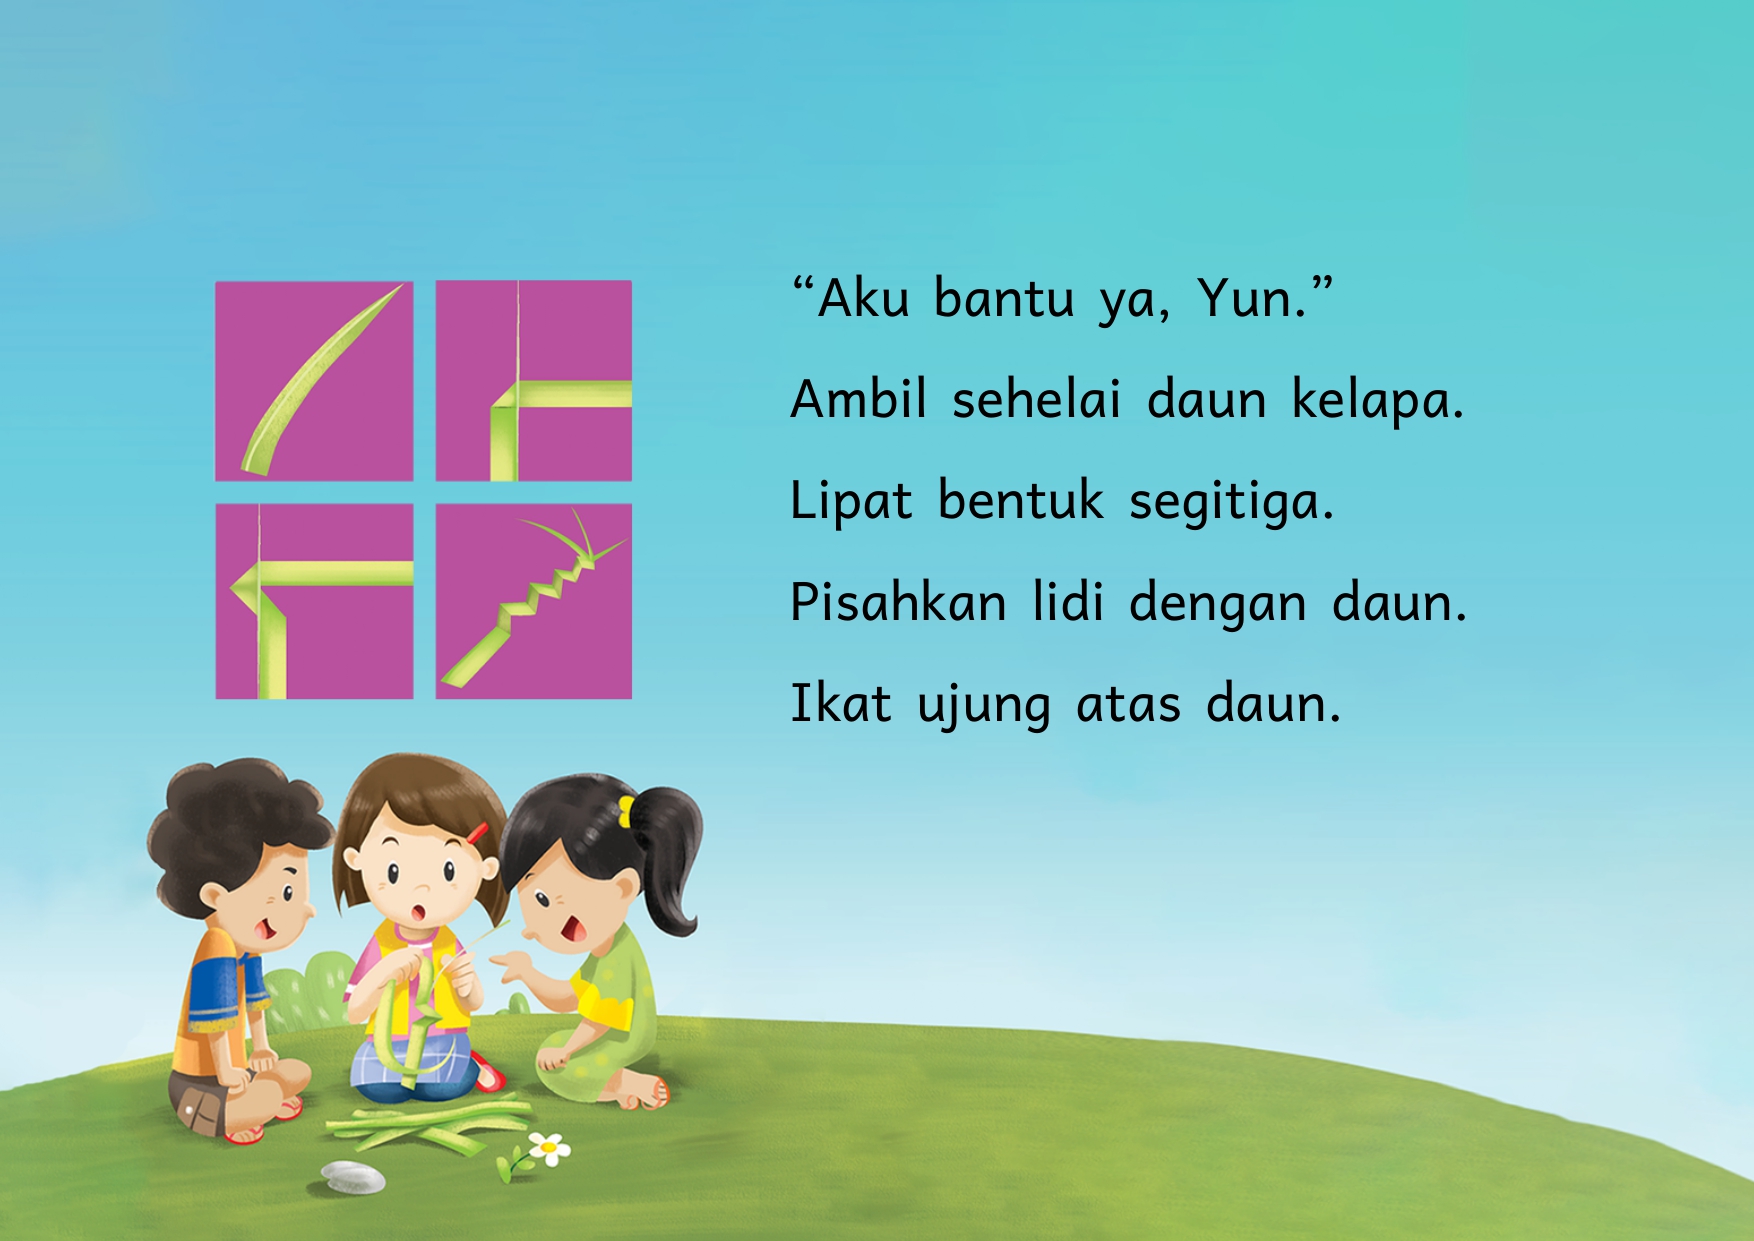 “Aku bantu ya, Yun.”
Ambil sehelai daun kelapa.
Lipat bentuk segitiga.
Pisahkan lidi dengan daun.
Ikat ujung atas daun.